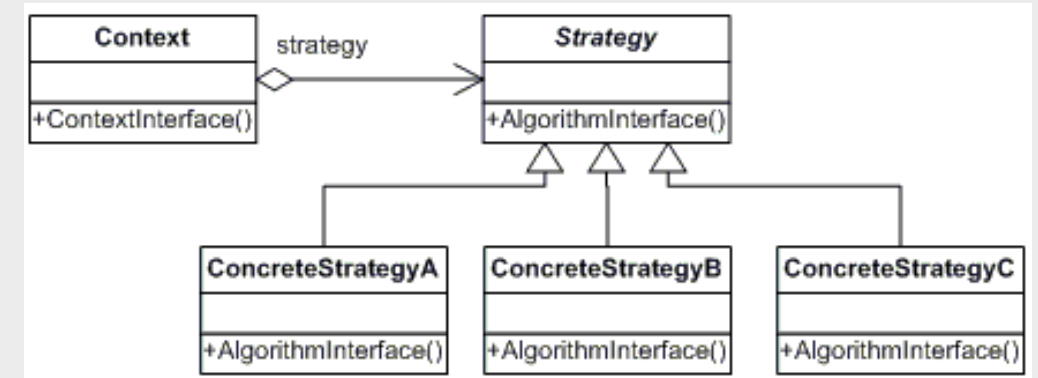 Context
strategy
Strategy
+ContextInterface()
+AlgorithmInterface()
ConcreteStrategyA
ConcreteStrategyB
ConcreteStrategyC
+AlgorithmInterface()
+AlgorithmInterface()
+AlgorithmInterface()